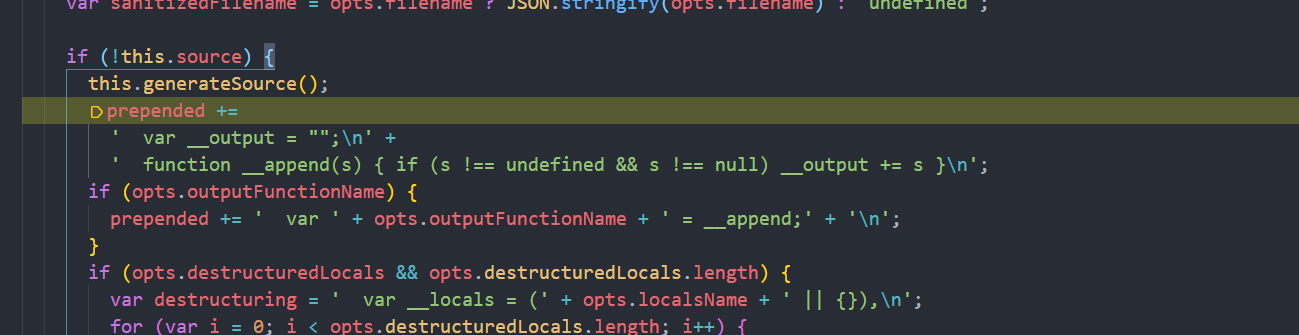 var sanitizedFilename = opts.filename ? JSON.stringify(opts.filename) : 'undefined';
if (!this.source) {
this.generateSource();
prepended +=
'  var __output = "";\n' +
'  function __append(s) { if (s !== undefined && s !== null) __output += s }\n';
if (opts.outputFunctionName) {
prepended += '  var ' + opts.outputFunctionName + ' = __append;' + '\n';
}
if (opts.destructuredLocals && opts.destructuredLocals.length) {
var destructuring = '  var __locals = (' + opts.localsName + ' || {}),\n';
for (var i = 0; i < opts.destructuredLocals.length; i++) {